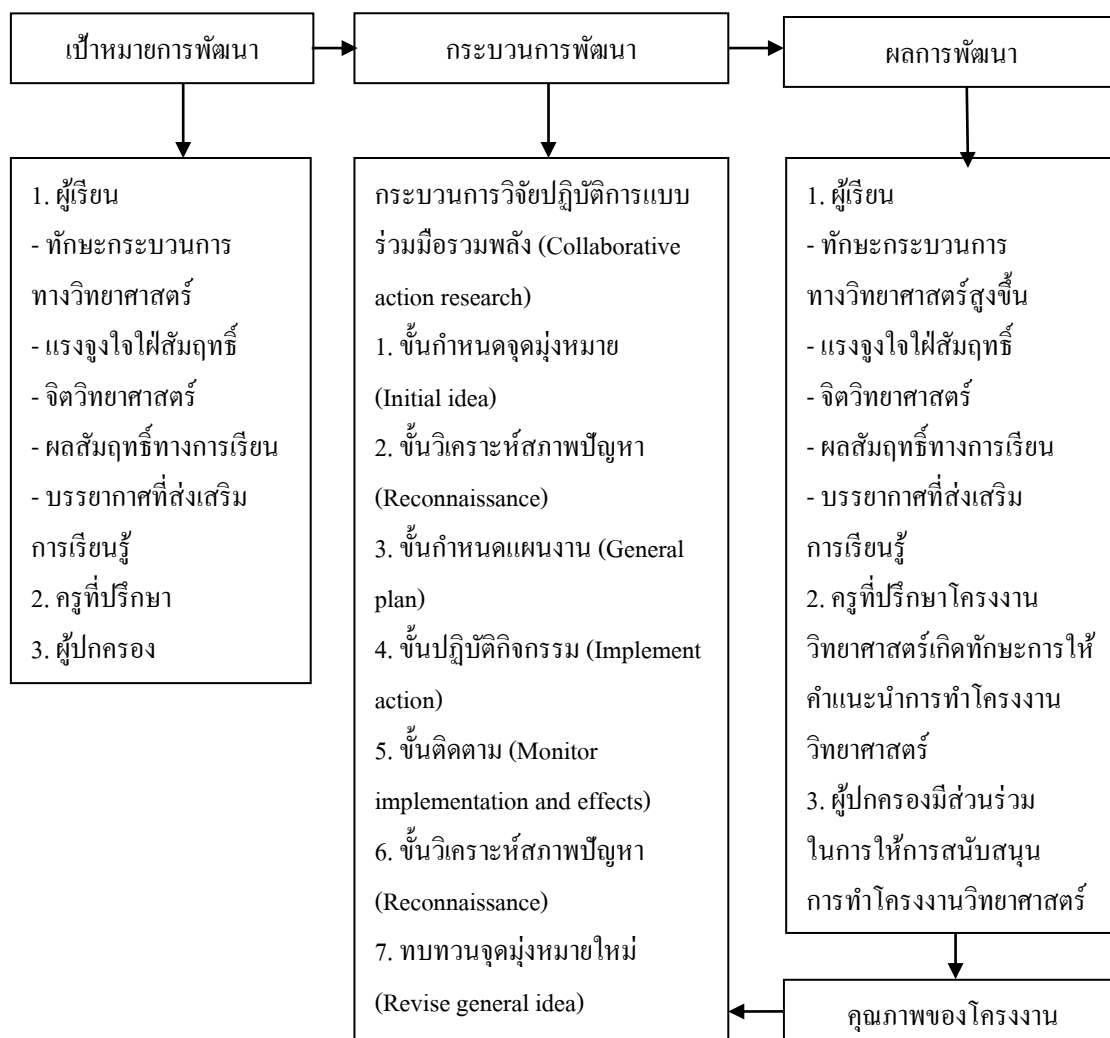 เป้าหมายการพัฒนา
กระบวนการพัฒนา
ผลการพัฒนา
1. ผู้เรียน
- ทักษะกระบวนการ
ทางวิทยาศาสตร์
- แรงจูงใจใฝ่สัมฤทธิ์
- จิตวิทยาศาสตร์
- ผลสัมฤทธิ์ทางการเรียน
- บรรยากาศที่ส่งเสริม
การเรียนรู้
2. ครูที่ปรึกษา
3. ผู้ปกครอง
กระบวนการวิจัยปฏิบัติการแบบ
ร่วมมือรวมพลัง (Collaborative
action research)
1. ขั้นกำหนดจุดมุ่งหมาย
(Initial idea)
2. ขั้นวิเคราะห์สภาพปัญหา
(Reconnaissance)
3. ขั้นกำหนดแผนงาน (General
plan)
4. ขั้นปฏิบัติกิจกรรม (Implement
action)
5. ขั้นติดตาม (Monitor
implementation and effects)
6. ขั้นวิเคราะห์สภาพปัญหา
(Reconnaissance)
7. ทบทวนจุดมุ่งหมายใหม่
(Revise general idea)
1. ผู้เรียน
- ทักษะกระบวนการ
ทางวิทยาศาสตร์สูงขึ้น
- แรงจูงใจใฝ่สัมฤทธิ์
- จิตวิทยาศาสตร์
- ผลสัมฤทธิ์ทางการเรียน
- บรรยากาศที่ส่งเสริม
การเรียนรู้
2. ครูที่ปรึกษาโครงงาน
วิทยาศาสตร์เกิดทักษะการให้
คำแนะนำการทำโครงงาน
วิทยาศาสตร์
3. ผู้ปกครองมีส่วนร่วม
ในการให้การสนับสนุน
การทำโครงงานวิทยาศาสตร์
คุณภาพของโครงงาน